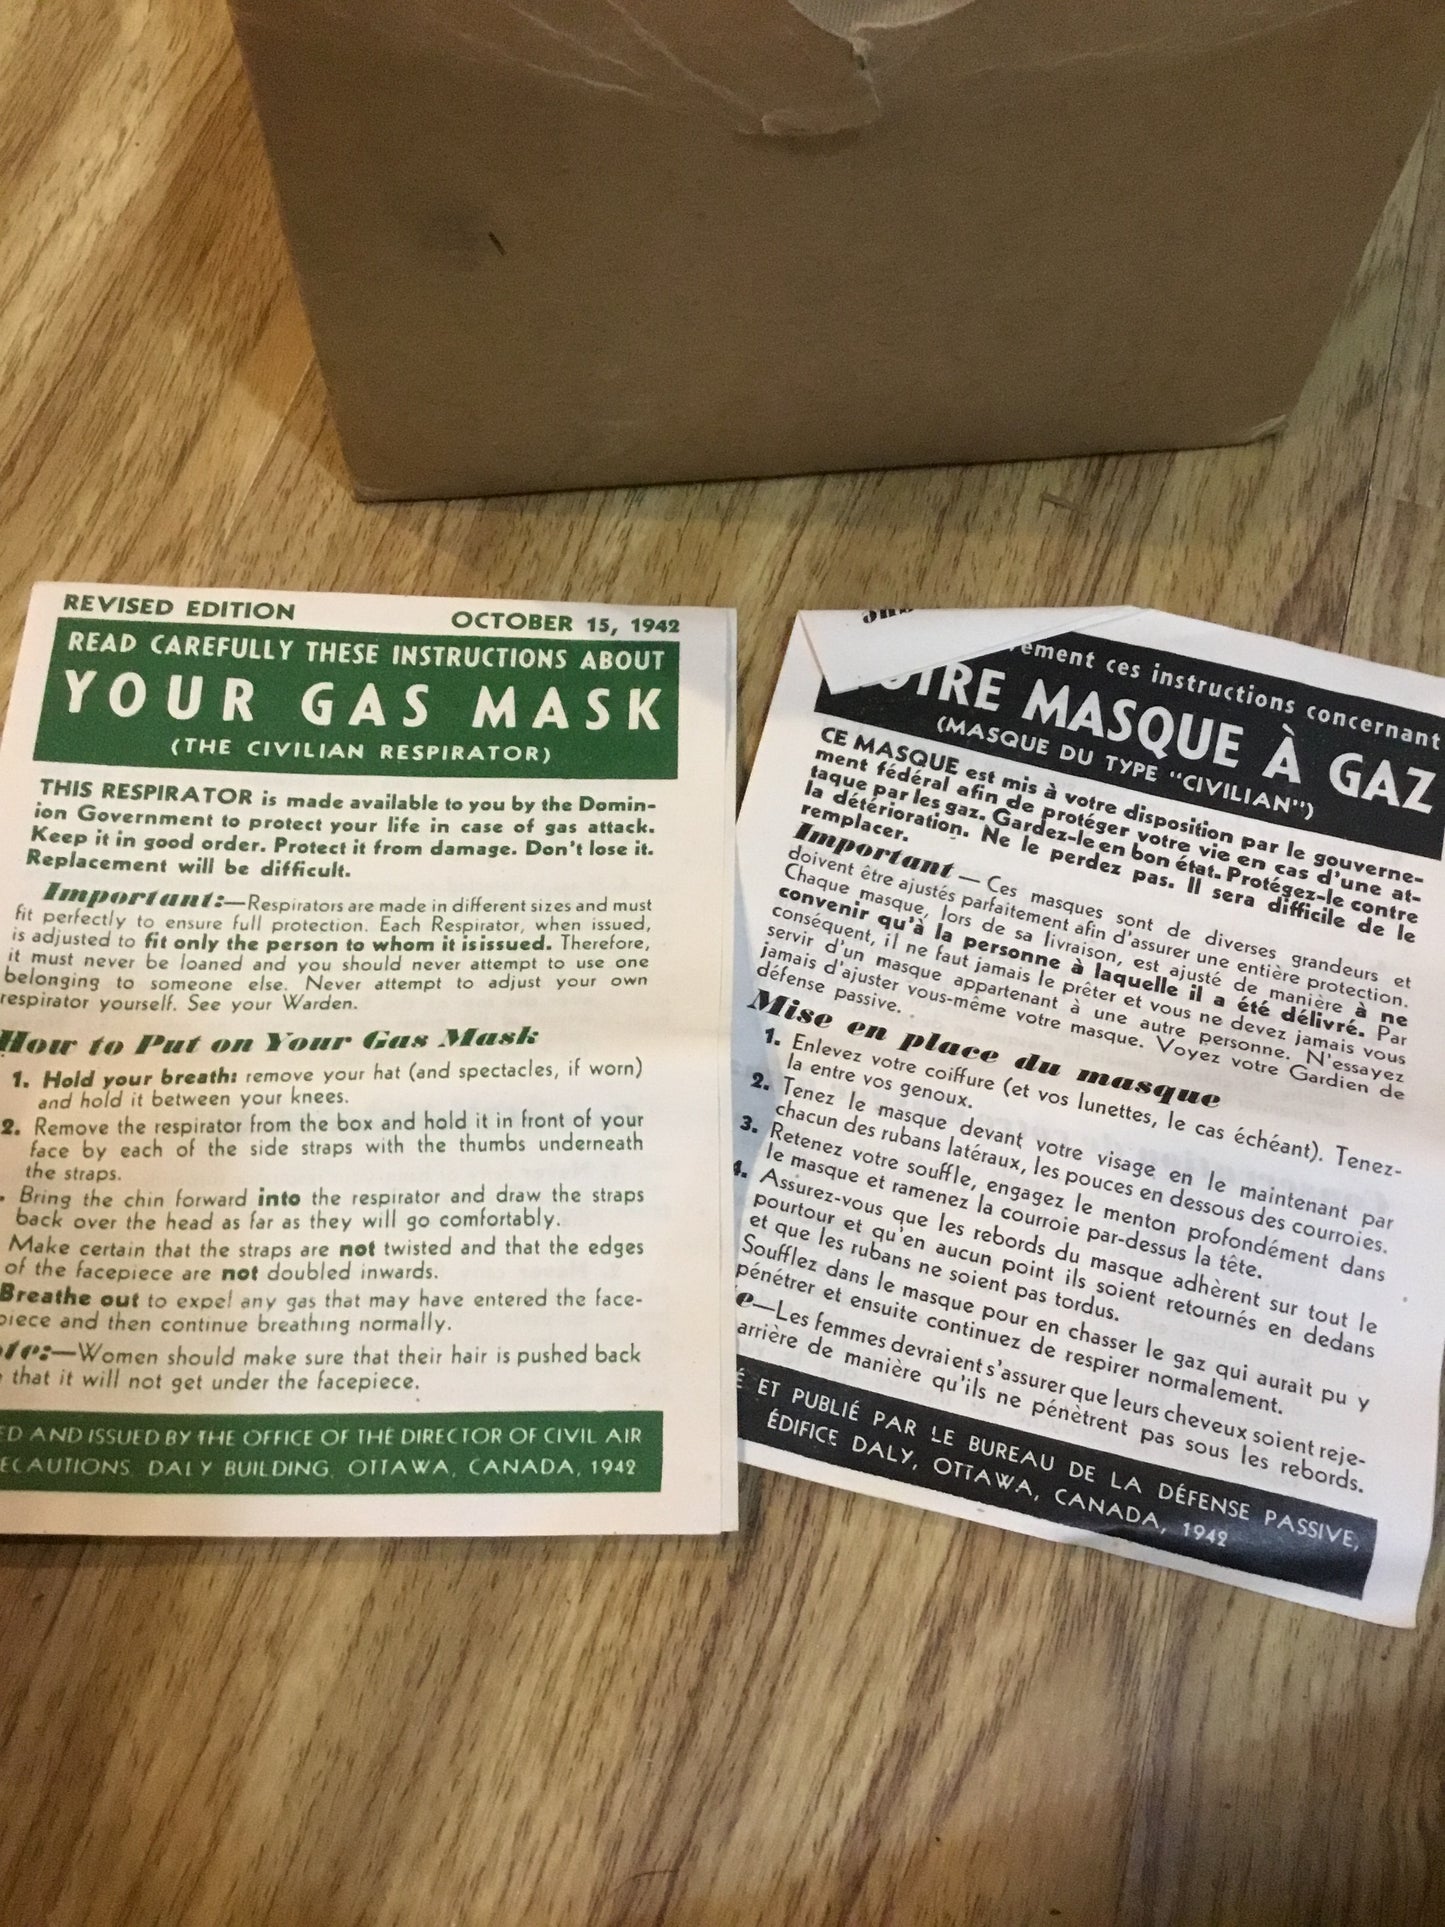 REVISED EDITION OCTOBER 15, 1942
READ CAREFULLY THESE INSTRUCTIONS ABOUT
YOUR GAS MASK
(THE CIVILIAN RESPIRATOR)
THIS RESPIRATOR is made available to you by the Domin-
ion Government to protect your life in case of gas attack.
Keep it in good order. Protect it from damage. Don't lose it.
Replacement will be difficult.
Important:—Respirators are made in different sizes and must
fit perfectly to ensure full protection. Each Respirator, when issued,
is adjusted to fit only the person to whom it is issued. Therefore,
it must never be loaned and you should never attempt to use one
belonging to someone else. Never attempt to adjust your own
respirator yourself. See your Warden.
How to Put on Your Gas Mask
1. Hold your breath: remove your hat (and spectacles, if worn)
and hold it between your knees.
2. Remove the respirator from the box and hold it in front of your
face by each of the side straps with the thumbs underneath
the straps.
Bring the chin forward into the respirator and draw the straps
back over the head as far as they will go comfortably.
Make certain that the straps are not twisted and that the edges
of the facepiece are not doubled inwards.
Breathe out to expel any gas that may have entered the face-
piece and then continue breathing normally.
te:—Women should make sure that their hair is pushed back
that it will not get under the facepiece.
ED AND ISSUED BY THE OFFICE OF THE DIRECTOR OF CIVIL AIR
ECAUTIONS, DALY BUILDING, OTTAWA, CANADA, 1942
vement ces instructions concernant
OTRE MASQUE À GAZ
(MASQUE DU TYPE "CIVILIAN")
CE MASQUE est mis à votre disposition par le gouverne-
ment fédéral afin de protéger votre vie en cas d'une at-
taque par les gaz. Gardez-le en bon état. Protégez-le contre
la détérioration. Ne le perdez pas. Il sera difficile de le
remplacer.
Important — Ces masques sont de diverses grandeurs et
doivent être ajustés parfaitement afin d'assurer une entière protection.
Chaque masque, lors de sa livraison, est ajusté de manière à ne
convenir qu'à la personne à laquelle il a été délivré. Par
conséquent, il ne faut jamais le prêter et vous ne devez jamais vous
servir d'un masque appartenant à une autre personne. N'essayez
jamais d'ajuster vous-même votre masque. Voyez votre Gardien de
défense passive.
Mise en place du masque
1. Enlevez votre coiffure (et vos lunettes, le cas échéant). Tenez-
la entre vos genoux.
2. Tenez le masque devant votre visage en le maintenant par
chacun des rubans latéraux, les pouces en dessous des courroies.
3. Retenez votre souffle, engagez le menton profondément dans
le masque et ramenez la courroie par-dessus la tête.
4. Assurez-vous que les rebords du masque adhèrent sur tout le
pourtour et qu'en aucun point ils soient retournés en dedans
et que les rubans ne soient pas tordus.
Soufflez dans le masque pour en chasser le gaz qui aurait pu y
pénétrer et ensuite continuez de respirer normalement.
e—Les femmes devraient s'assurer que leurs cheveux soient reje-
arrière de manière qu'ils ne pénètrent pas sous les rebords.
É ET PUBLIÉ PAR LE BUREAU DE LA DÉFENSE PASSIVE,
ÉDIFICE DALY, OTTAWA, CANADA, 1942